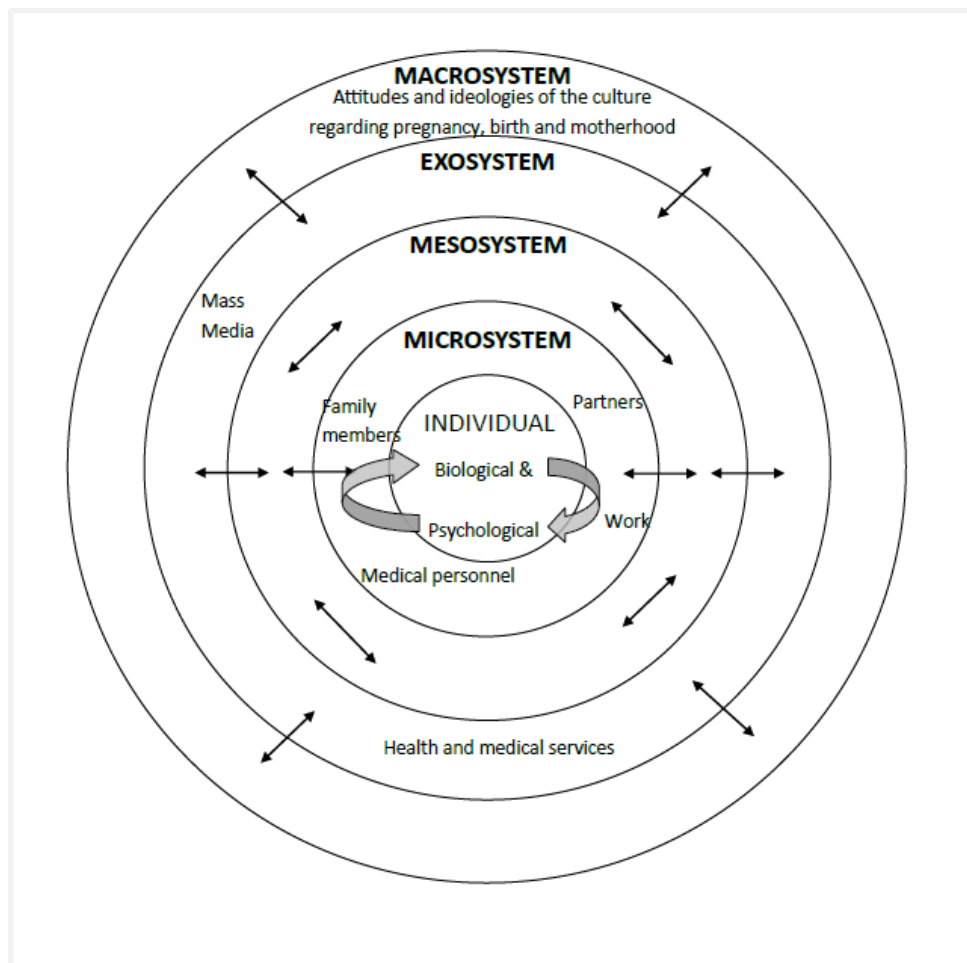 MACROSYSTEM
Attitudes and ideologies of the culture
regarding pregnancy, birth and motherhood
EXOSYSTEM
MESOSYSTEM
Mass
Media
MICROSYSTEM
Family
members
Partners
INDIVIDUAL
Biological &
Psychological
Work
Medical personnel
Health and medical services